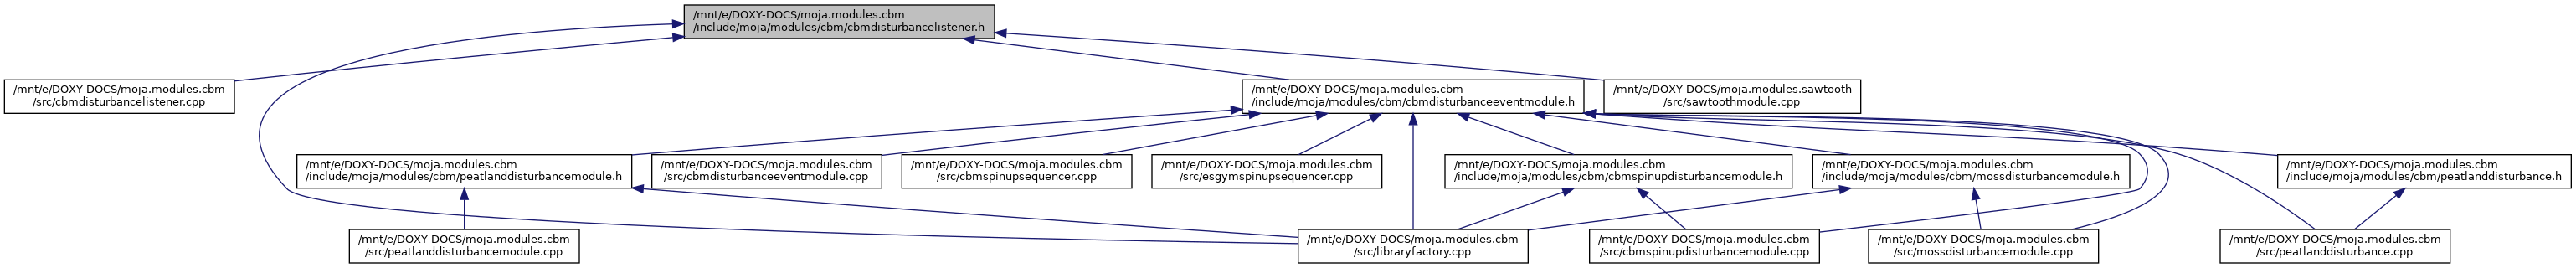 /mnt/e/DOXY-DOCS/moja.modules.cbm
/include/moja/modules/cbm/cbmdisturbancelistener.h
/mnt/e/DOXY-DOCS/moja.modules.cbm
/src/cbmdisturbancelistener.cpp
/mnt/e/DOXY-DOCS/moja.modules.cbm
/include/moja/modules/cbm/cbmdisturbanceeventmodule.h
/mnt/e/DOXY-DOCS/moja.modules.sawtooth
/src/sawtoothmodule.cpp
/mnt/e/DOXY-DOCS/moja.modules.cbm
/include/moja/modules/cbm/peatlanddisturbancemodule.h
/mnt/e/DOXY-DOCS/moja.modules.cbm
/src/cbmdisturbanceeventmodule.cpp
/mnt/e/DOXY-DOCS/moja.modules.cbm
/src/cbmspinupsequencer.cpp
/mnt/e/DOXY-DOCS/moja.modules.cbm
/src/esgymspinupsequencer.cpp
/mnt/e/DOXY-DOCS/moja.modules.cbm
/include/moja/modules/cbm/cbmspinupdisturbancemodule.h
/mnt/e/DOXY-DOCS/moja.modules.cbm
/include/moja/modules/cbm/mossdisturbancemodule.h
/mnt/e/DOXY-DOCS/moja.modules.cbm
/include/moja/modules/cbm/peatlanddisturbance.h
/mnt/e/DOXY-DOCS/moja.modules.cbm
/src/peatlanddisturbancemodule.cpp
/mnt/e/DOXY-DOCS/moja.modules.cbm
/src/libraryfactory.cpp
/mnt/e/DOXY-DOCS/moja.modules.cbm
/src/cbmspinupdisturbancemodule.cpp
/mnt/e/DOXY-DOCS/moja.modules.cbm
/src/mossdisturbancemodule.cpp
/mnt/e/DOXY-DOCS/moja.modules.cbm
/src/peatlanddisturbance.cpp